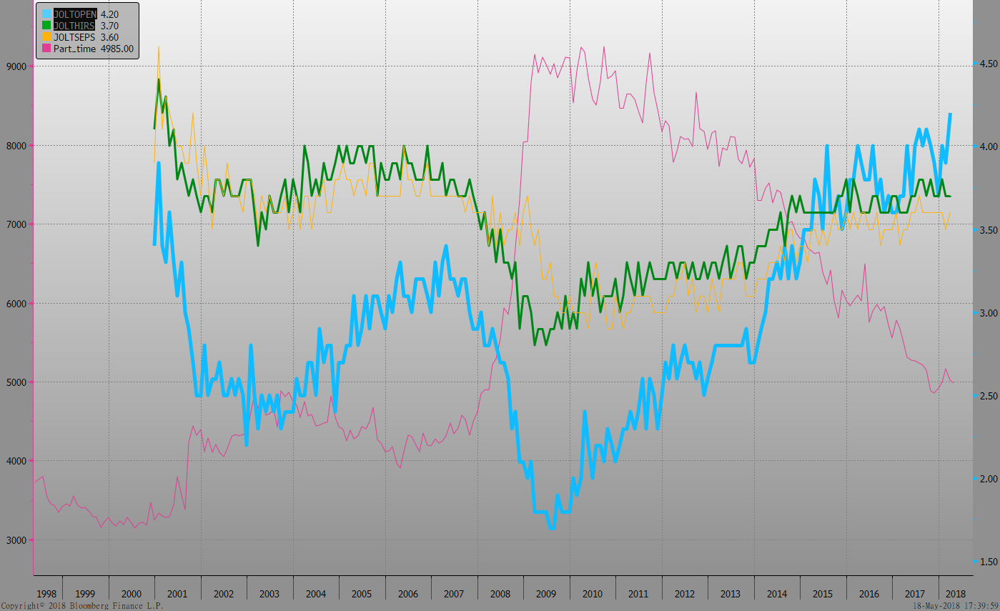 JOLTOPEN 4.20
JOLTHIRS 3.70
JOLTSEPS 3.60
Part_time 4985.00
9000
8000
7000
6000
5000
4000
3000
4.50
4.00
3.50
3.00
2.50
2.00
1.50
1998 1999 2000 2001 2002 2003 2004 2005 2006 2007 2008 2009 2010 2011 2012 2013 2014 2015 2016 2017 2018
Copyright© 2018 Bloomberg Finance L.P.
18-May-2018 17:39:59